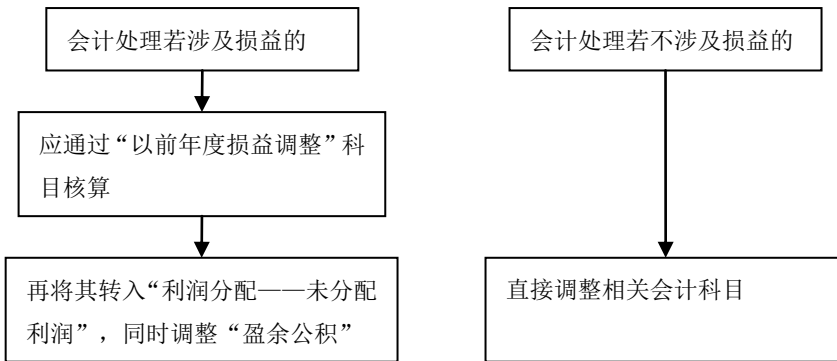 会计处理若涉及损益的
会计处理若不涉及损益的
应通过“以前年度损益调整”科
目核算
再将其转入“利润分配——未分配
利润”，同时调整“盈余公积”
直接调整相关会计科目